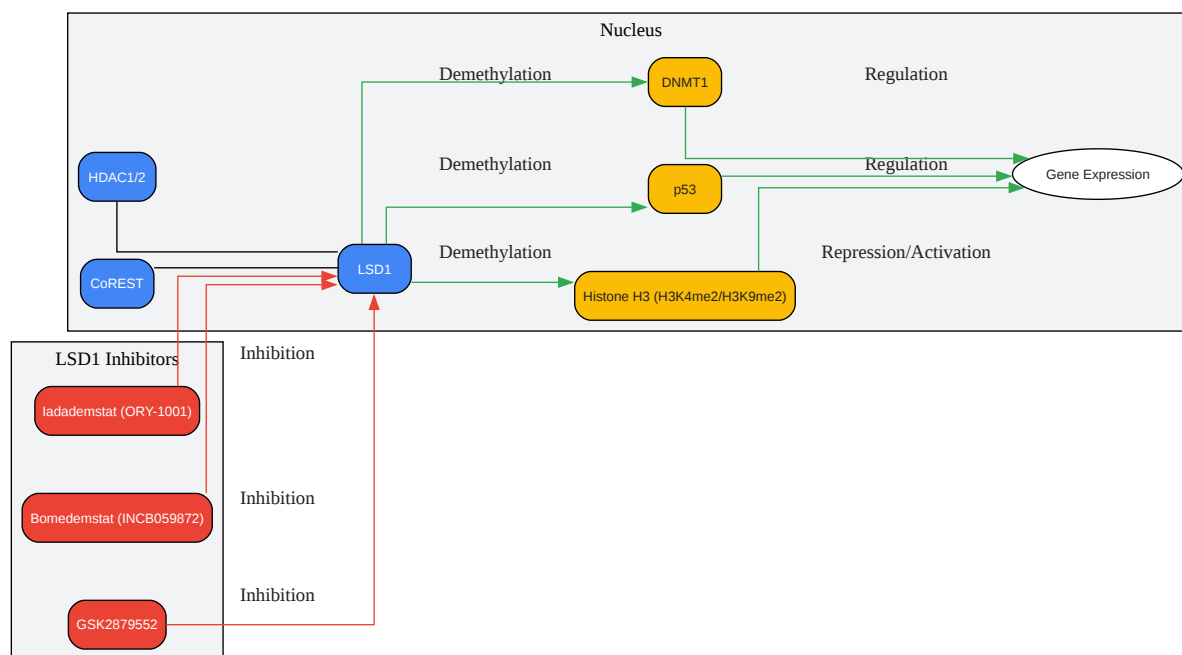 Nucleus
Demethylation
DNMT1
Regulation
HDAC1/2
Demethylation
p53
Regulation
Gene Expression
CoREST
LSD1
Demethylation
Histone H3 (H3K4me2/H3K9me2)
Repression/Activation
LSD1 Inhibitors
Inhibition
Iadademstat (ORY-1001)
Inhibition
Bomedemstat (INCB059872)
Inhibition
GSK2879552